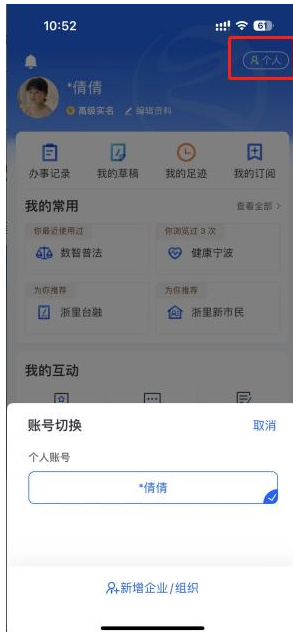 10:52
61
个人
*倩倩
高级实名 编辑资料
办事记录 我的草稿 我的足迹 我的订阅
我的常用 查看全部 >
你最近使用过 你浏览过 3 次
数智普法 健康宁波
为你推荐 为你推荐
浙里台融 浙里新市民
我的互动
账号切换 取消
个人账号
*倩倩
新增企业/组织